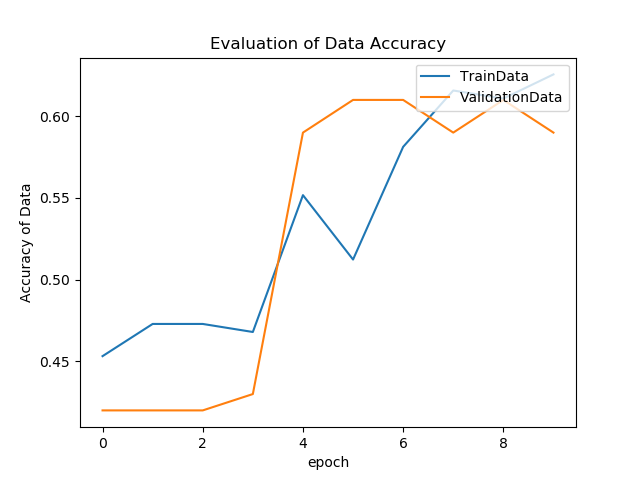 Evaluation of Data Accuracy
TrainData
ValidationData
0.60
0.55
0.50
0.45
Accuracy of Data
0 2 4 6 8
epoch